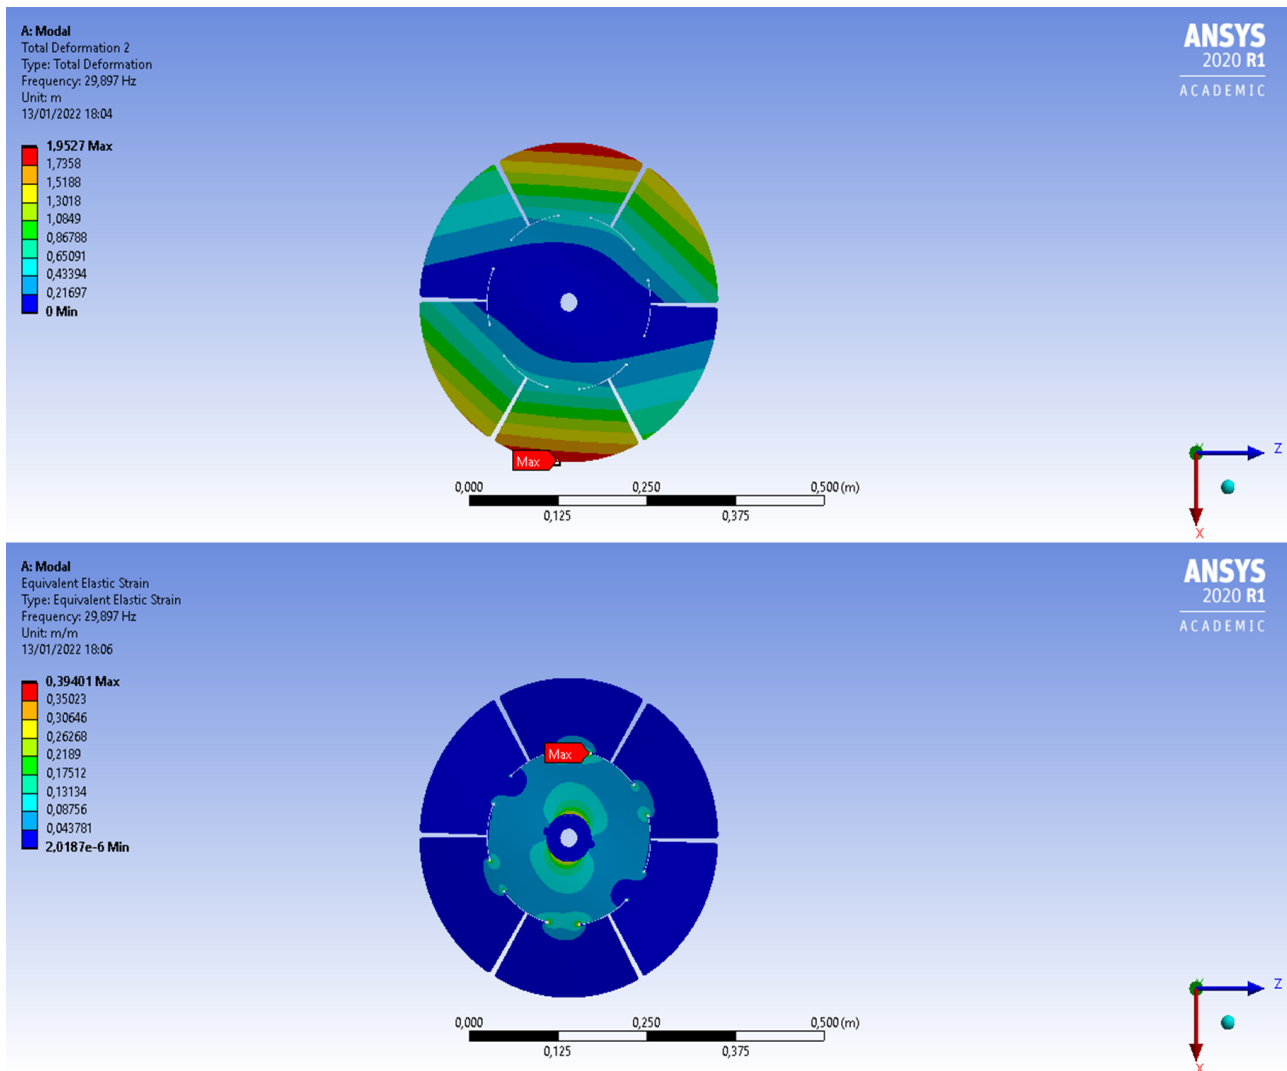 A: Modal
Total Deformation 2
Type: Total Deformation
Frequency: 29,897 Hz
Unit: m
13/01/2022 18:04
ANSYS
2020 R1
ACADEMIC
1,9527 Max
1,7358
1,5188
1,3018
1,0849
0,86788
0,65091
0,43394
0,21697
0 Min
Max
0,000
0,250
0,500 (m)
0,125
0,375
Y
Z
X
A: Modal
Equivalent Elastic Strain
Type: Equivalent Elastic Strain
Frequency: 29,897 Hz
Unit: m/m
13/01/2022 18:06
ANSYS
2020 R1
ACADEMIC
0,39401 Max
0,35023
0,30646
0,26268
0,2189
0,17512
0,13134
0,08756
0,043781
2,0187e-6 Min
Max
0,000
0,250
0,500 (m)
0,125
0,375
Y
Z
X